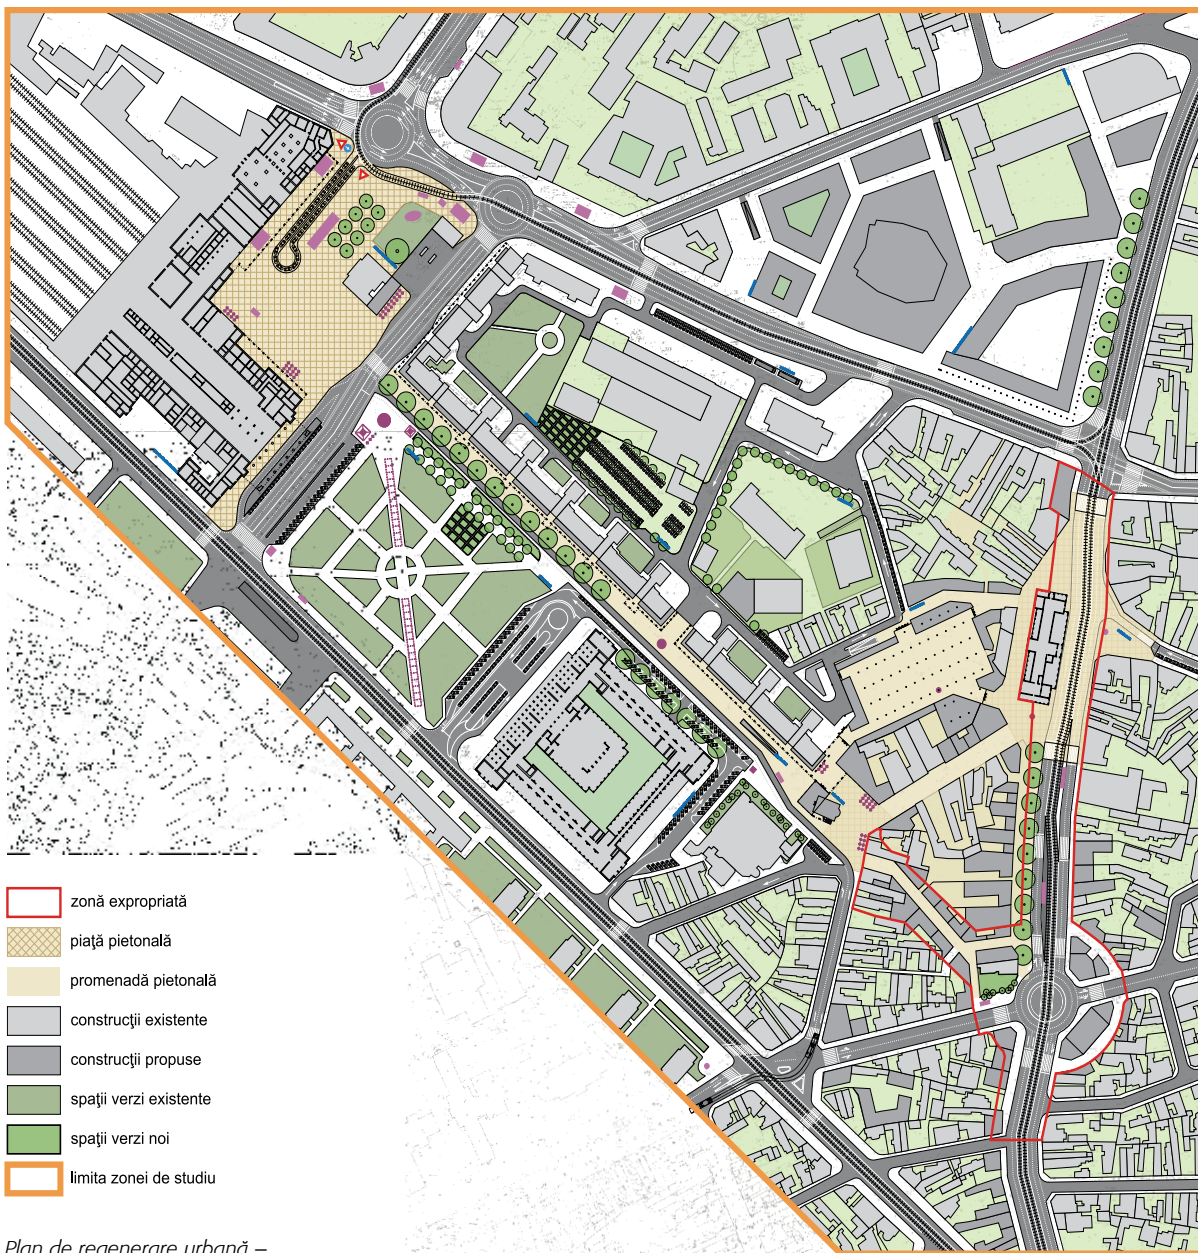 zonă expropriată
piaţă pietonală
promenadă pietonală
construcţii existente
construcţii propuse
spaţii verzi existente
spaţii verzi noi
limita zonei de studiu
Plan de regenerare urbană –